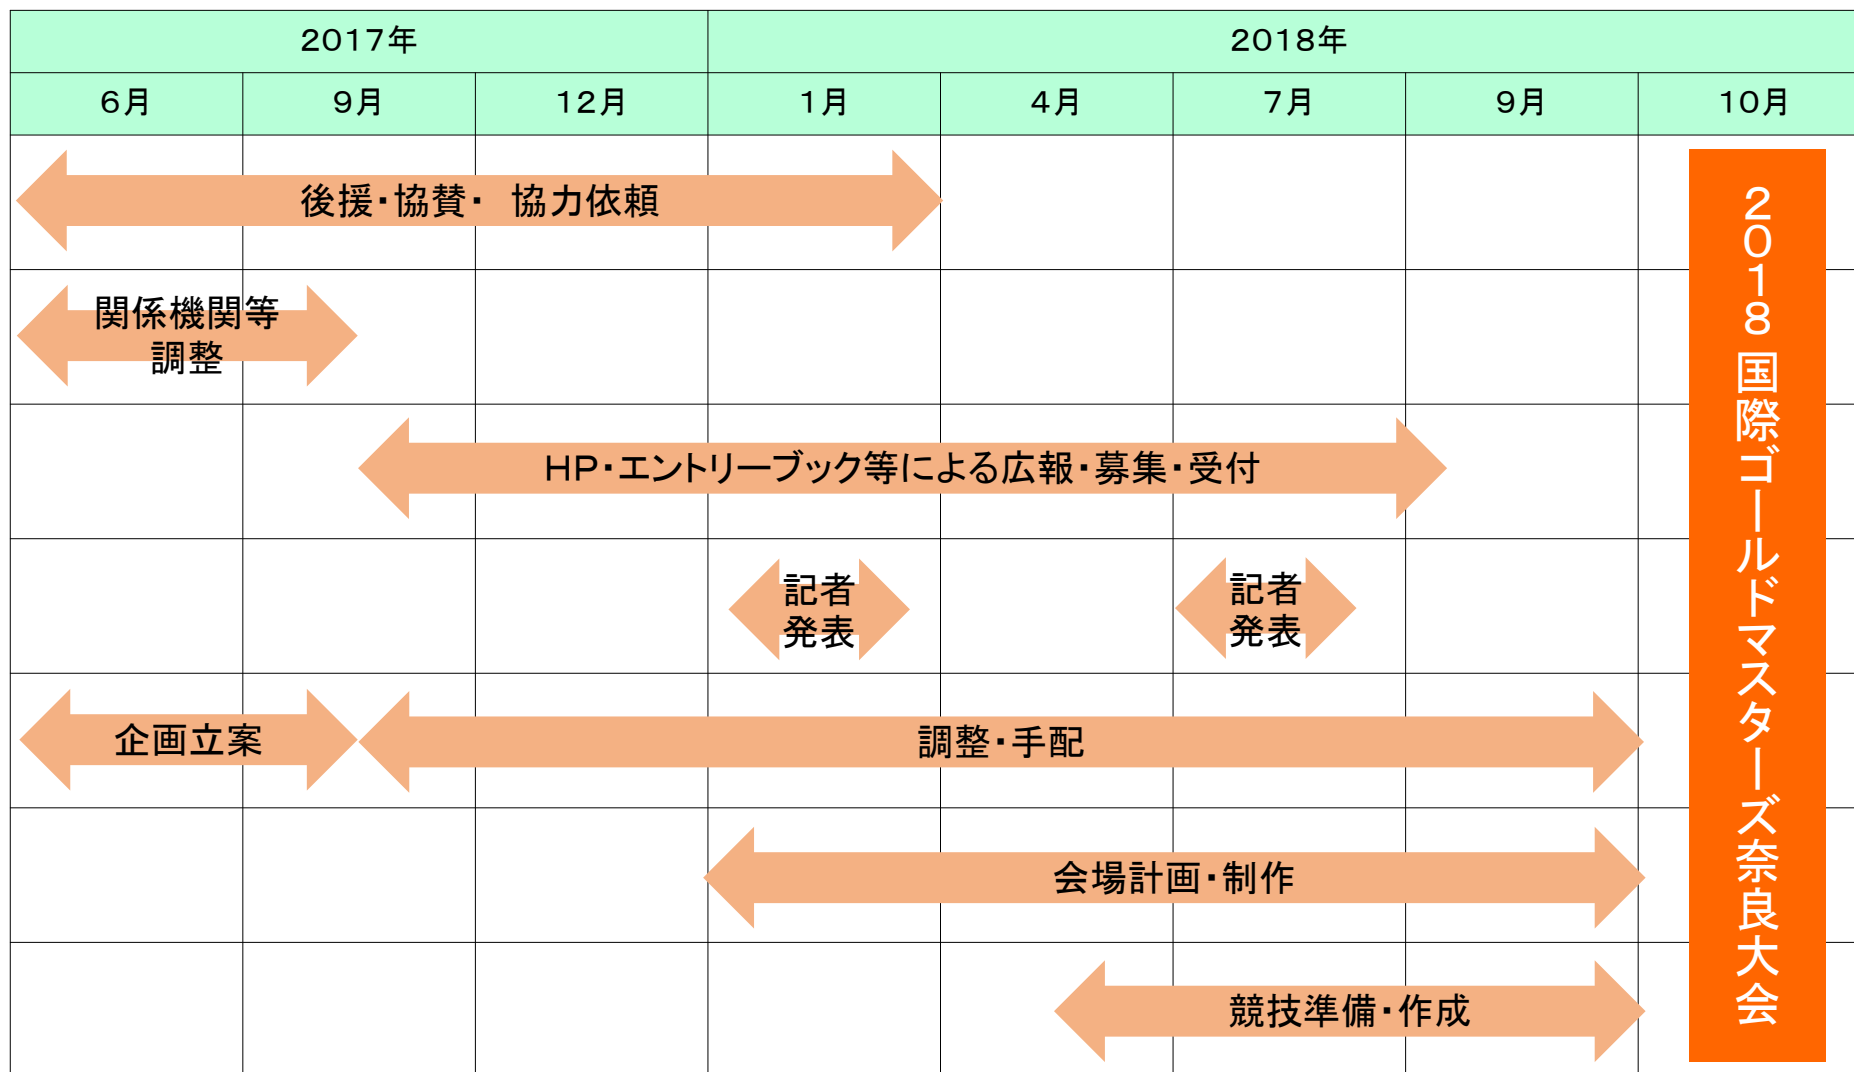 ２０１７年
２０１８年
６月
９月
１２月
１月
４月
７月
９月
１０月
後援・協賛・　協力依頼
関係機関等
調整
ＨＰ・エントリーブック等による広報・募集・受付
記者
発表
記者
発表
企画立案
調整・手配
会場計画・制作
競技準備・作成
２０１８国際ゴールドマスターズ奈良大会